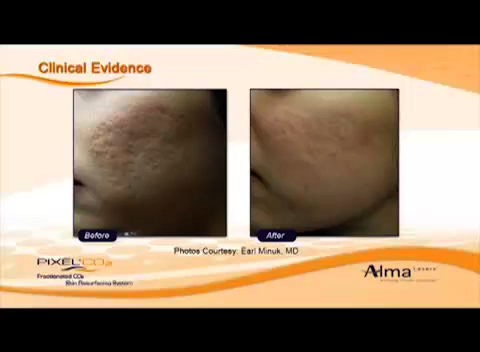 Clinical Evidence
Before
After
Photos Courtesy: Earl Minuk, MD
PIXEL CO2
Fractionated CO2
Skin Resurfacing System
Alma Lasers